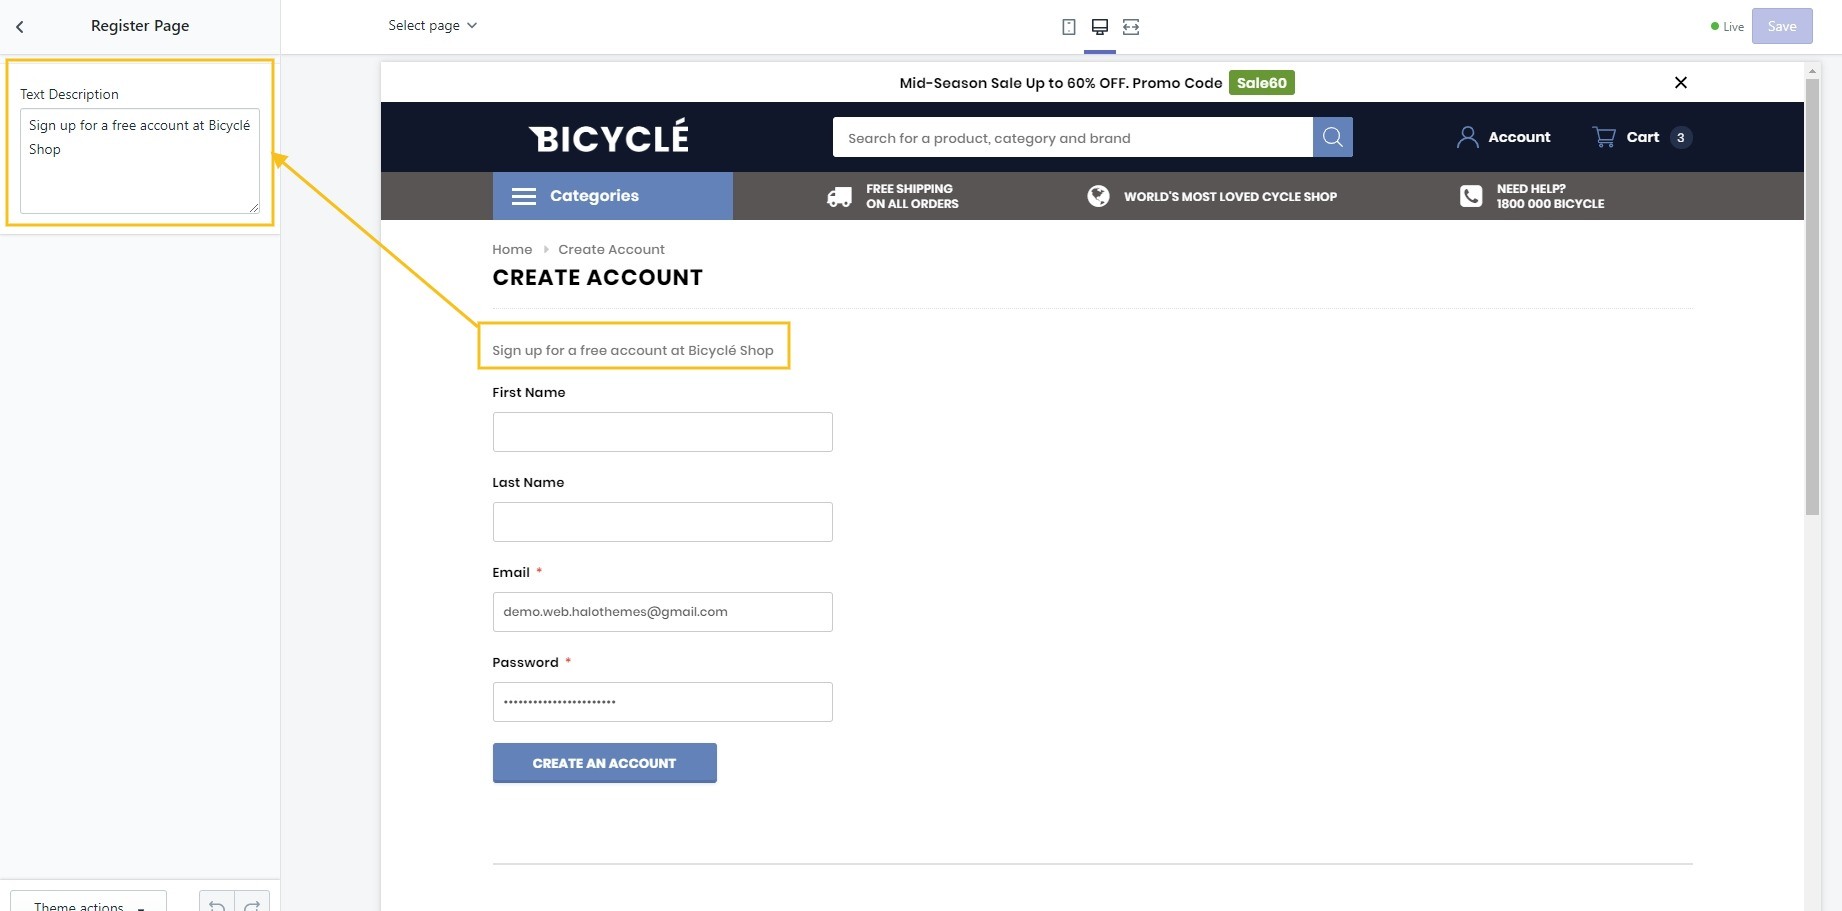 Register Page
Select page
Live
Save
Text Description
Sign up for a free account at Bicyclé
Shop
Mid-Season Sale Up to 60% OFF. Promo Code Sale60
BICYCLÉ
Search for a product, category and brand
Account
Cart 3
Categories
FREE SHIPPING
ON ALL ORDERS
WORLD'S MOST LOVED CYCLE SHOP
NEED HELP?
1800 000 BICYCLE
Home Create Account
CREATE ACCOUNT
Sign up for a free account at Bicyclé Shop
First Name
Last Name
Email *
demo.web.halothemes@gmail.com
Password *
CREATE AN ACCOUNT
Theme actions